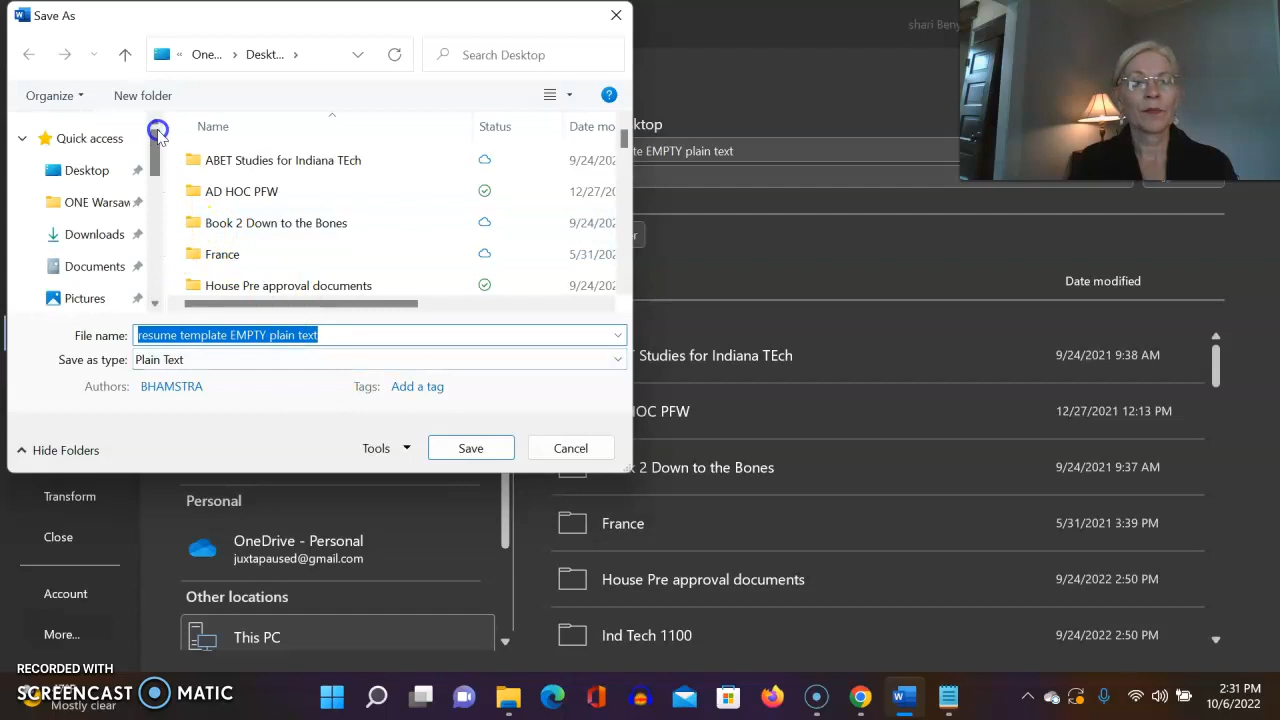 Save As
shari Beny
One... > Deskt... >
Search Desktop
Organize
New folder
Name
Status
Date mo
Quick access
Desktop
ONE Warsaw
Downloads
Documents
Pictures
ABET Studies for Indiana TEch
9/24/202
AD HOC PFW
12/27/20
Book 2 Down to the Bones
9/24/202
France
5/31/202
House Pre approval documents
9/24/202
File name:
resume template EMPTY plain text
Save as type:
Plain Text
Authors:
BHAMSTRA
Tags:
Add a tag
Hide Folders
Tools
Save
Cancel
ktop
te EMPTY plain text
er
Date modified
Studies for Indiana TEch
9/24/2021 9:38 AM
OC PFW
12/27/2021 12:13 PM
k 2 Down to the Bones
9/24/2021 9:37 AM
France
5/31/2021 3:39 PM
House Pre approval documents
9/24/2022 2:50 PM
Ind Tech 1100
9/24/2022 2:50 PM
Transform
Close
Account
More...
Personal
OneDrive - Personal
juxtapaused@gmail.com
Other locations
This PC
RECORDED WITH
SCREENCAST MATIC
Mostly clear
2:31 PM
10/6/2022